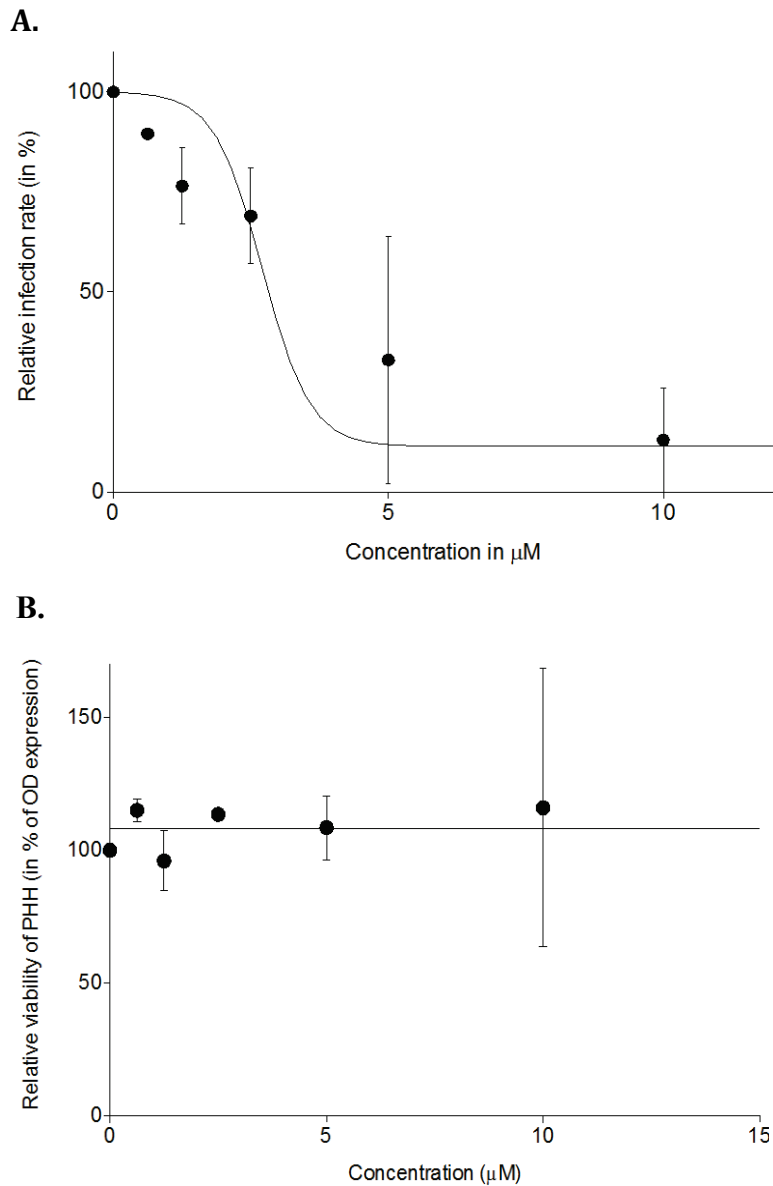 A.
Relative infection rate (in %)
100
50
0
0
5
10
Concentration in µM
B.
Relative viability of PHH (in % of OD expression)
150
100
50
0
0
5
10
15
Concentration (µM)